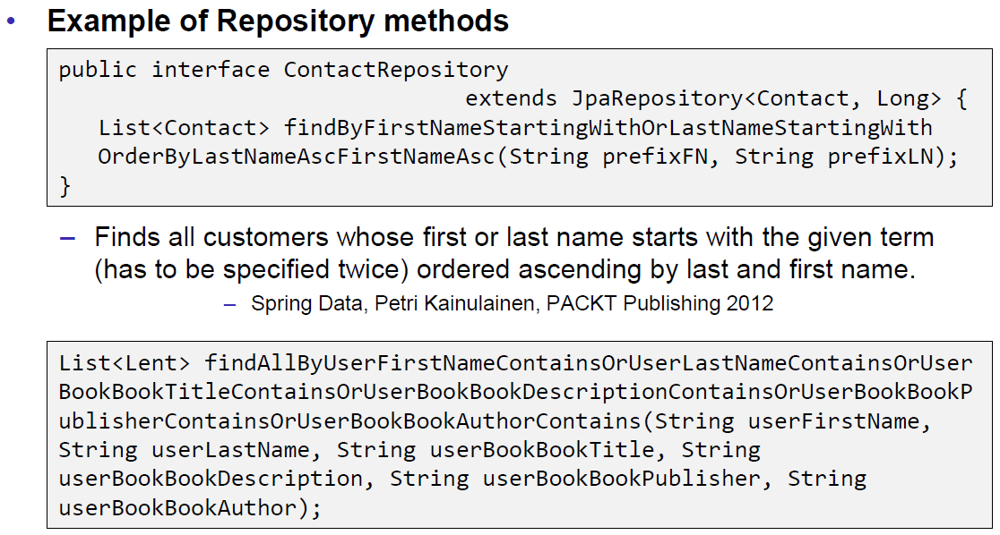 • Example of Repository methods
public interface ContactRepository
extends JpaRepository<Contact, Long> {
List<Contact> findByFirstNameStartingWithOrLastNameStartingWith
OrderByLastNameAscFirstNameAsc(String prefixFN, String prefixLN);
}
– Finds all customers whose first or last name starts with the given term
(has to be specified twice) ordered ascending by last and first name.
– Spring Data, Petri Kainulainen, PACKT Publishing 2012
List<Lent> findAllByUserFirstNameContainsOrUserLastNameContainsOrUser
BookBookTitleContainsOrUserBookBookDescriptionContainsOrUserBookBookP
ublisherContainsOrUserBookBookAuthorContains(String userFirstName,
String userLastName, String userBookBookTitle, String
userBookBookDescription, String userBookBookPublisher, String
userBookBookAuthor);